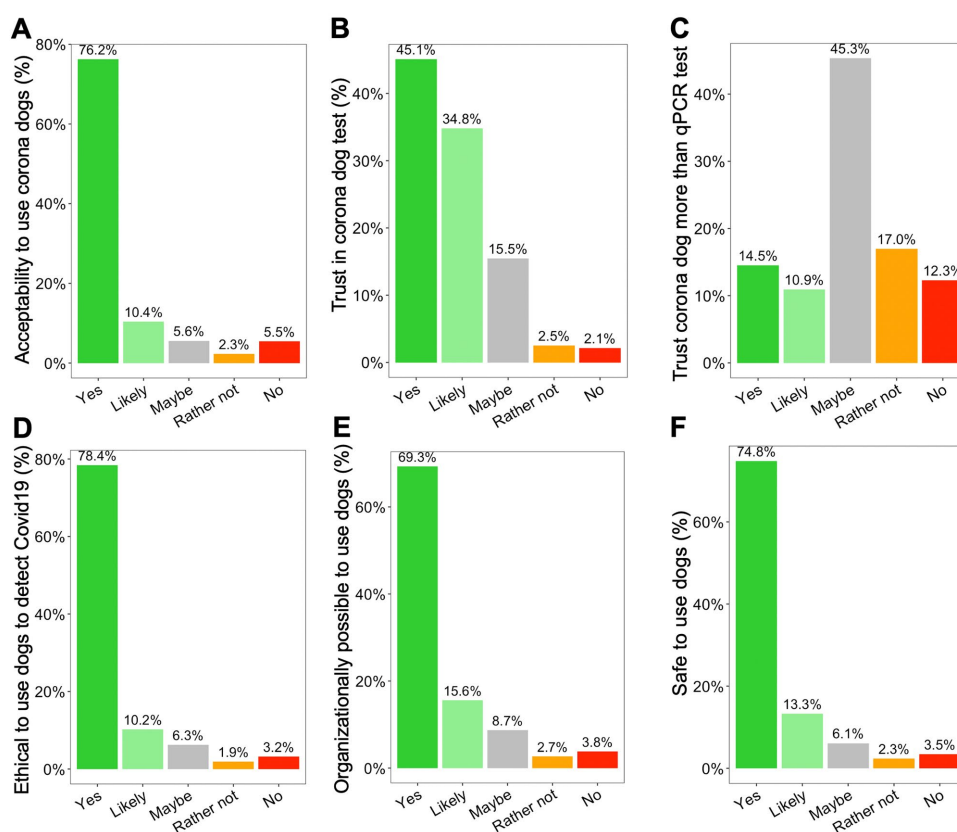 A
Acceptability to use corona dogs (%)
80%
60%
40%
20%
0%
76.2%
10.4%
5.6%
2.3%
5.5%
Yes
Likely
Maybe
Rather not
No
B
Trust in corona dog test (%)
40%
30%
20%
10%
0%
45.1%
34.8%
15.5%
2.5%
2.1%
Yes
Likely
Maybe
Rather not
No
C
Trust corona dog more than qPCR test
40%
30%
20%
10%
0%
14.5%
10.9%
45.3%
17.0%
12.3%
Yes
Likely
Maybe
Rather not
No
D
Ethical to use dogs to detect Covid19 (%)
80%
60%
40%
20%
0%
78.4%
10.2%
6.3%
1.9%
3.2%
Yes
Likely
Maybe
Rather not
No
E
Organizationally possible to use dogs (%)
60%
40%
20%
0%
69.3%
15.6%
8.7%
2.7%
3.8%
Yes
Likely
Maybe
Rather not
No
F
Safe to use dogs (%)
60%
40%
20%
0%
74.8%
13.3%
6.1%
2.3%
3.5%
Yes
Likely
Maybe
Rather not
No